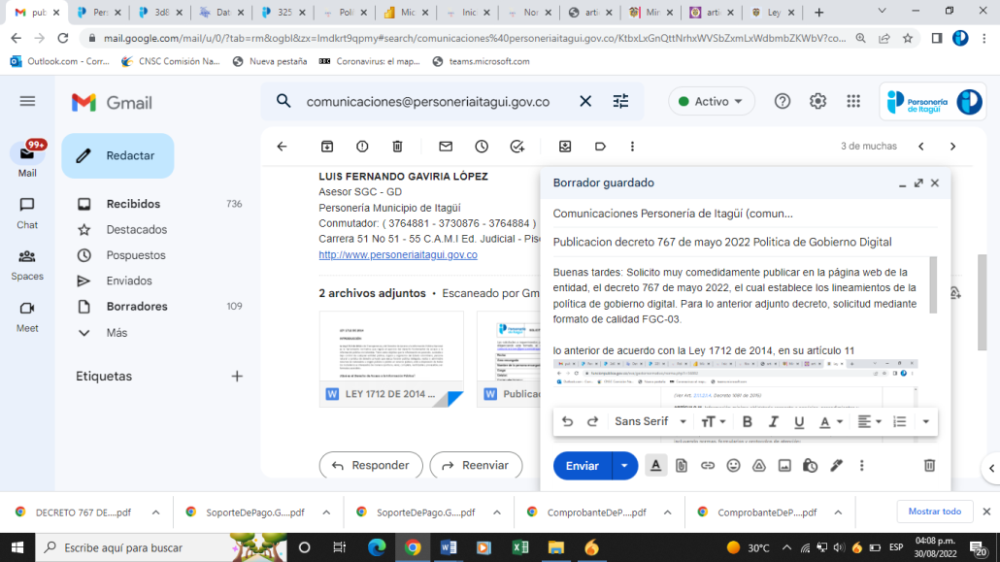 pub
Pers
3d8
Dat
325
Polí
Mic
Inic
Nor
artíc
Min
artíc
Ley
mail.google.com/mail/u/0/?tab=rm&ogbl&zx=lmdkrt9qpmy#search/comunicaciones%40personeriaitagui.gov.co/KtbxLxGnQttNrhxWVSbZxmLxWdbmbZKWbV?co...
Outlook.com - Corr...
CNSC Comisión Na...
Nueva pestaña
Coronavirus: el map...
teams.microsoft.com
Gmail
comunicaciones@personeriaitagui.gov.co
Activo
Personería de Itagüí
99+
Mail
Chat
Spaces
Meet
Redactar
Recibidos 736
Destacados
Pospuestos
Enviados
Borradores 109
Más
Etiquetas
3 de muchas
LUIS FERNANDO GAVIRIA LÓPEZ
Asesor SGC - GD
Personería Municipio de Itagüí
Conmutador: ( 3764881 - 3730876 - 3764884 )
Carrera 51 No 51 - 55 C.A.M.I Ed. Judicial - Piso
http://www.personeriaitagui.gov.co
2 archivos adjuntos • Escaneado por Gm
LEY 1712 DE 2014 ...
Publicac
Responder
Reenviar
Borrador guardado
Comunicaciones Personería de Itagüí (comun...
Publicacion decreto 767 de mayo 2022 Politica de Gobierno Digital
Buenas tardes: Solicito muy comedidamente publicar en la página web de la
entidad, el decreto 767 de mayo 2022, el cual establece los lineamientos de la
política de gobierno digital. Para lo anterior adjunto decreto, solicitud mediante
formato de calidad FGC-03.
lo anterior de acuerdo con la Ley 1712 de 2014, en su artículo 11
Sans Serif
Enviar
DECRETO 767 DE....pdf
SoporteDePago.G....pdf
SoporteDePago.G....pdf
ComprobanteDeP....pdf
ComprobanteDeP....pdf
Mostrar todo
Escribe aquí para buscar
30°C
ESP
04:08 p.m.
30/08/2022
20